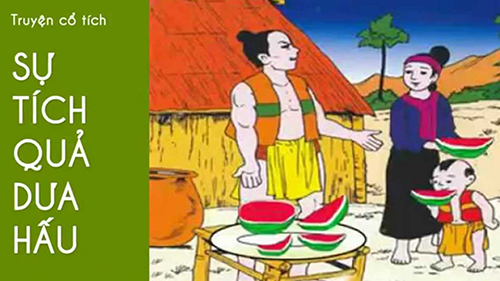 Truyện cổ tích
SỰ
TÍCH
QUẢ
DƯA
HẤU